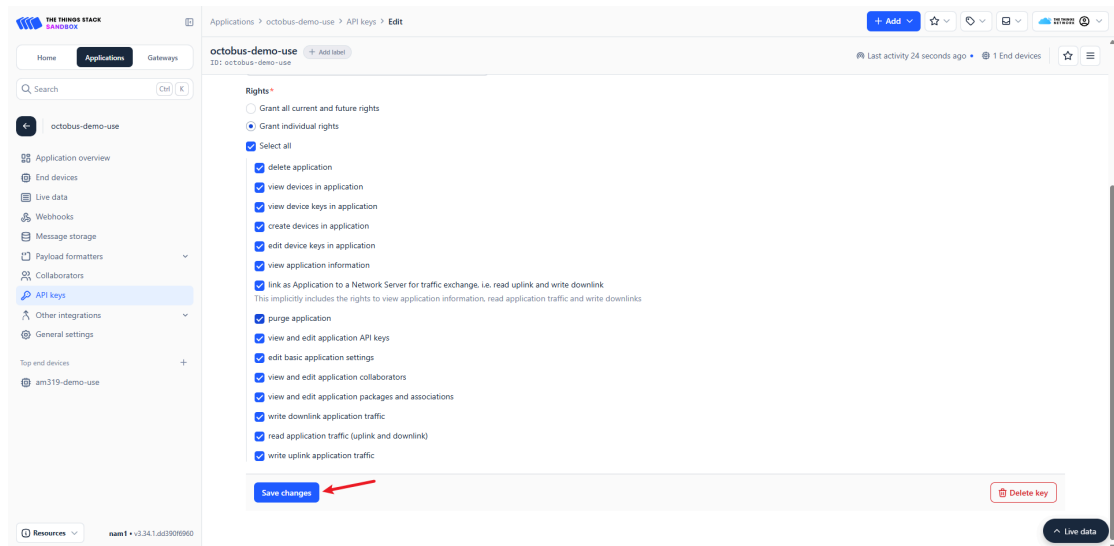 THE THINGS STACK
SANDBOX
Applications > octobus-demo-use > API keys > Edit
+ Add
THE THINGS
NETWORK
Home
Applications
Gateways
octobus-demo-use
+ Add label
ID: octobus-demo-use
Last activity 24 seconds ago •
1 End devices
Search
Ctrl
K
octobus-demo-use
Application overview
End devices
Live data
Webhooks
Message storage
Payload formatters
Collaborators
API keys
Other integrations
General settings
Top end devices
+
am319-demo-use
Rights*
Grant all current and future rights
Grant individual rights
Select all
delete application
view devices in application
view device keys in application
create devices in application
edit device keys in application
view application information
link as Application to a Network Server for traffic exchange, i.e. read uplink and write downlink
This implicitly includes the rights to view application information, read application traffic and write downlinks
purge application
view and edit application API keys
edit basic application settings
view and edit application collaborators
view and edit application packages and associations
write downlink application traffic
read application traffic (uplink and downlink)
write uplink application traffic
Save changes
Delete key
Resources
nam1 • v3.34.1.dd390f6960
Live data